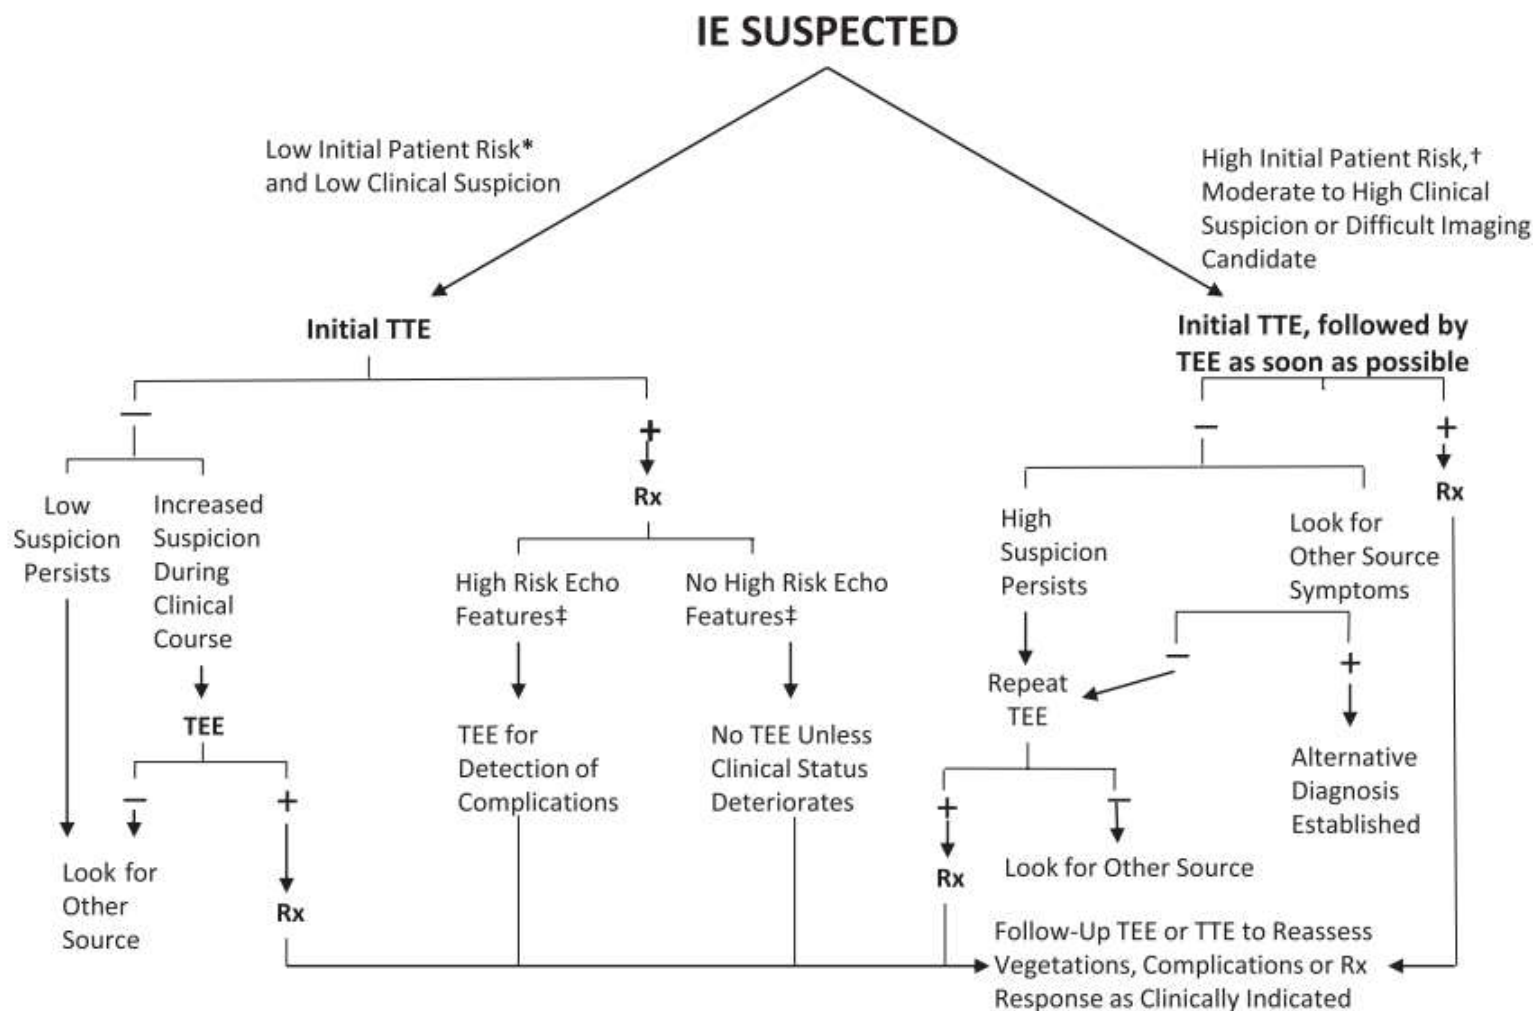 IE SUSPECTED
Low Initial Patient Risk*
and Low Clinical Suspicion
High Initial Patient Risk,†
Moderate to High Clinical
Suspicion or Difficult Imaging
Candidate
Initial TTE
Initial TTE, followed by
TEE as soon as possible
—
+
Rx
Low
Suspicion
Persists
Increased
Suspicion
During
Clinical
Course
TEE
—
+
Look for
Other
Source
Rx
High Risk Echo
Features‡
No High Risk Echo
Features‡
TEE for
Detection of
Complications
No TEE Unless
Clinical Status
Deteriorates
—
+
Rx
High
Suspicion
Persists
Look for
Other Source
Symptoms
—
+
Repeat
TEE
Alternative
Diagnosis
Established
+
—
Rx
Look for Other Source
Follow-Up TEE or TTE to Reassess
Vegetations, Complications or Rx
Response as Clinically Indicated